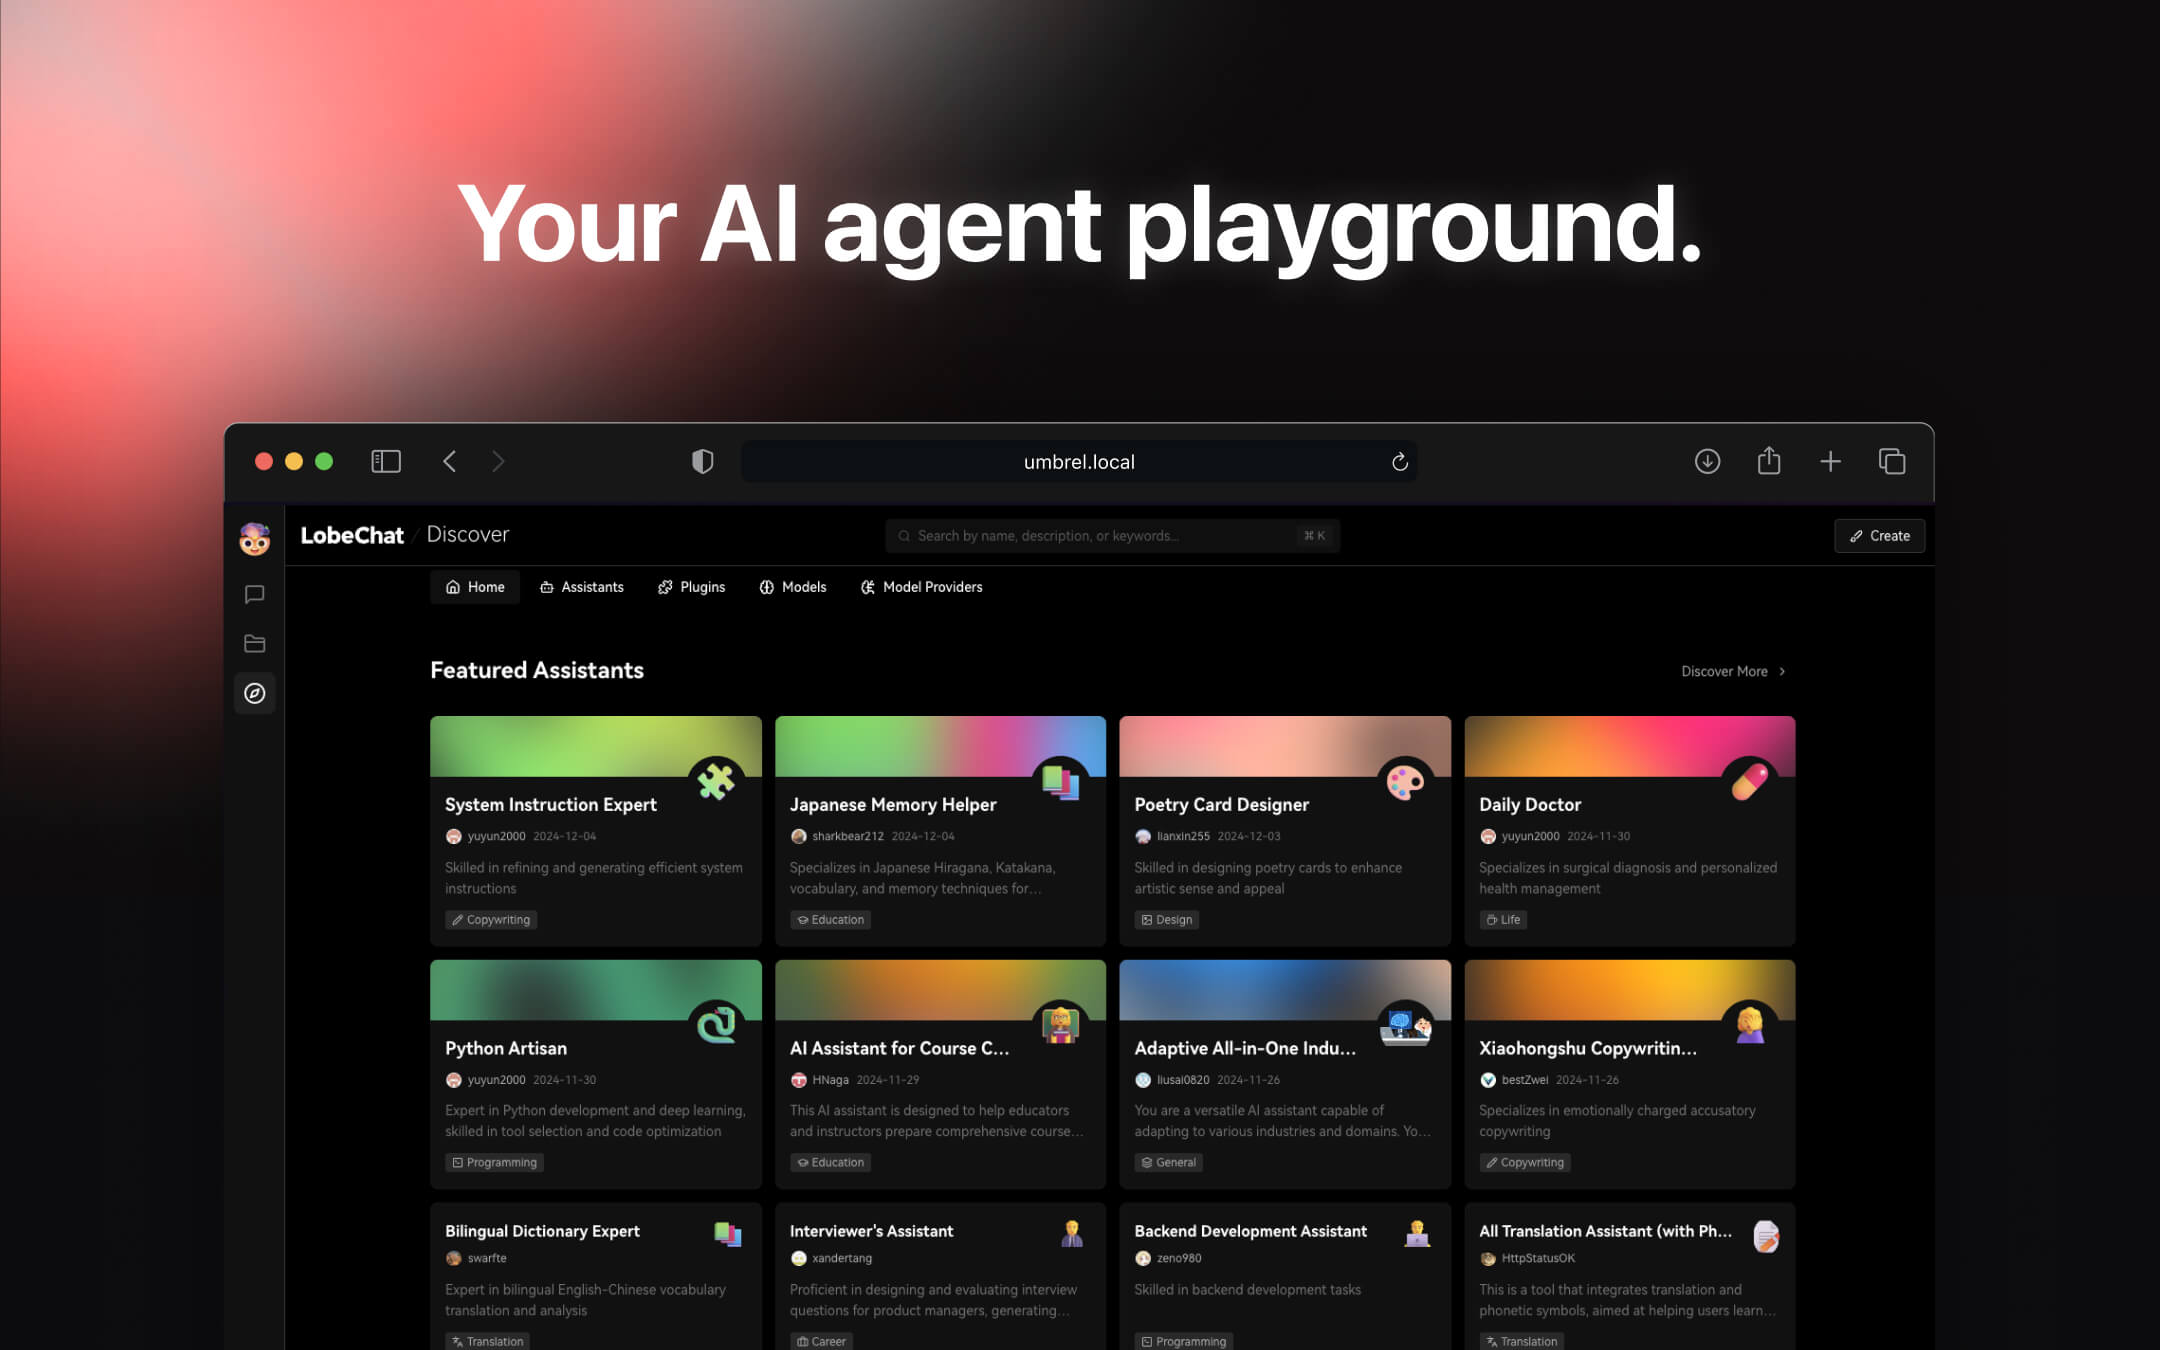 Your AI agent playground.
umbrel.local
LobeChat / Discover
Search by name, description, or keywords...
⌘ K
Create
Home
Assistants
Plugins
Models
Model Providers
Featured Assistants
Discover More
System Instruction Expert
yuyun2000 2024-12-04
Skilled in refining and generating efficient system
instructions
Copywriting
Japanese Memory Helper
sharkbear212 2024-12-04
Specializes in Japanese Hiragana, Katakana,
vocabulary, and memory techniques for...
Education
Poetry Card Designer
lianxin255 2024-12-03
Skilled in designing poetry cards to enhance
artistic sense and appeal
Design
Daily Doctor
yuyun2000 2024-11-30
Specializes in surgical diagnosis and personalized
health management
Life
Python Artisan
yuyun2000 2024-11-30
Expert in Python development and deep learning,
skilled in tool selection and code optimization
Programming
AI Assistant for Course C...
HNaga 2024-11-29
This AI assistant is designed to help educators
and instructors prepare comprehensive course...
Education
Adaptive All-in-One Indu...
liusai0820 2024-11-26
You are a versatile AI assistant capable of
adapting to various industries and domains. Yo...
General
Xiaohongshu Copywritin...
bestZwei 2024-11-26
Specializes in emotionally charged accusatory
copywriting
Copywriting
Bilingual Dictionary Expert
swarfte
Expert in bilingual English-Chinese vocabulary
translation and analysis
Translation
Interviewer's Assistant
xandertang
Proficient in designing and evaluating interview
questions for product managers, generating...
Career
Backend Development Assistant
zeno980
Skilled in backend development tasks
Programming
All Translation Assistant (with Ph...
HttpStatusOK
This is a tool that integrates translation and
phonetic symbols, aimed at helping users learn...
Translation